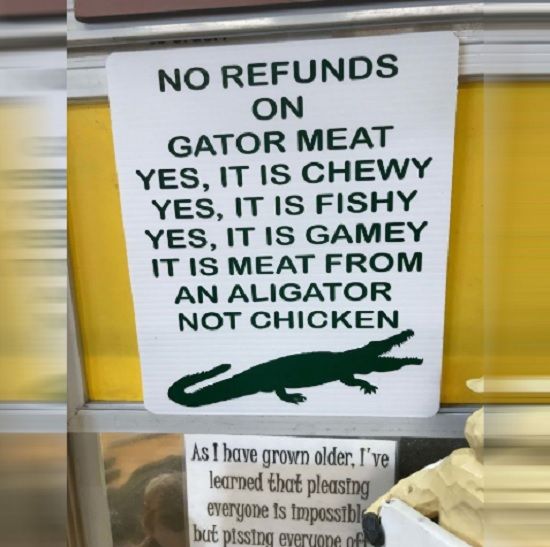 NO REFUNDS
ON
GATOR MEAT
YES, IT IS CHEWY
YES, IT IS FISHY
YES, IT IS GAMEY
IT IS MEAT FROM
AN ALIGATOR
NOT CHICKEN
As I have grown older, I've
learned that pleasing
everyone is impossible
but pissing everyone off